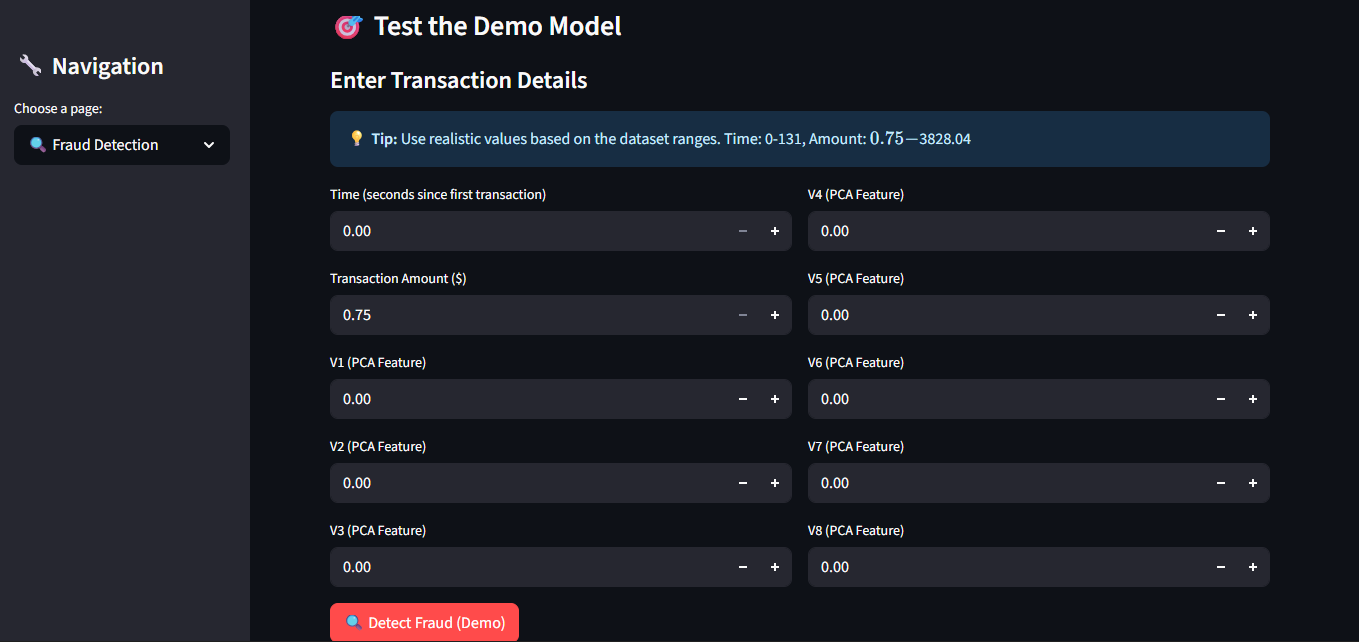 Navigation
Choose a page:
Fraud Detection
Test the Demo Model
Enter Transaction Details
Tip: Use realistic values based on the dataset ranges. Time: 0-131, Amount: 0.75−3828.04
Time (seconds since first transaction)
0.00
Transaction Amount ($)
0.75
V1 (PCA Feature)
0.00
V2 (PCA Feature)
0.00
V3 (PCA Feature)
0.00
V4 (PCA Feature)
0.00
V5 (PCA Feature)
0.00
V6 (PCA Feature)
0.00
V7 (PCA Feature)
0.00
V8 (PCA Feature)
0.00
Detect Fraud (Demo)